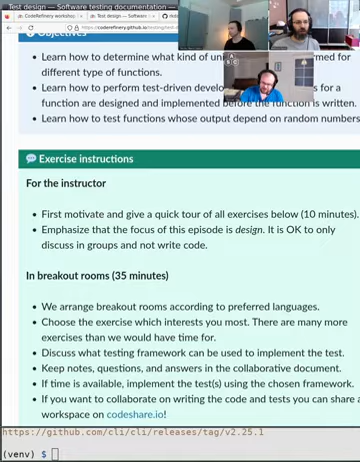 Test design — Software testing documentation —
CodeRefinery workshop
Test design — Software
https://coderefinery.github.io/testing/test-design
Objectives
Learn how to determine what kind of
different type of functions.
Learn how to perform test-driven for a
function are designed and implemented before the function is written.
Learn how to test functions whose output depend on random numbers
Exercise instructions
For the instructor
First motivate and give a quick tour of all exercises below (10 minutes).
Emphasize that the focus of this episode is design. It is OK to only
discuss in groups and not write code.
In breakout rooms (35 minutes)
We arrange breakout rooms according to preferred languages.
Choose the exercise which interests you most. There are many more
exercises than we would have time for.
Discuss what testing framework can be used to implement the test.
Keep notes, questions, and answers in the collaborative document.
If time is available, implement the test(s) using the chosen framework.
If you want to collaborate on writing the code and tests you can share a
workspace on codeshare.io!
https://github.com/cli/cli/releases/tag/v2.25.1
(venv) $